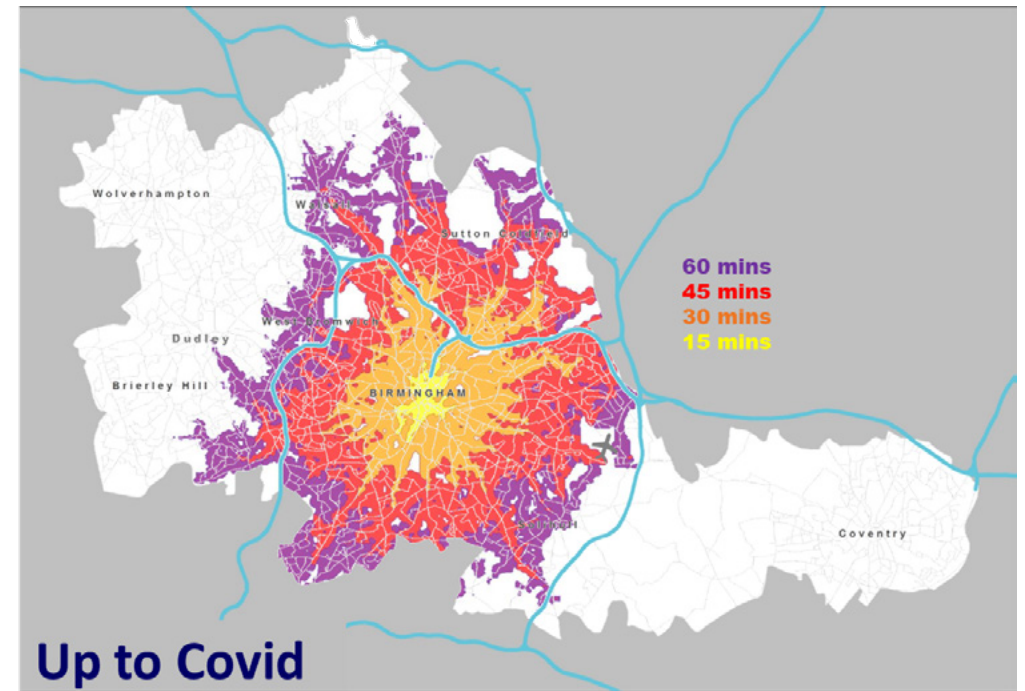 Wolverhampton
Walsall
Sutton Coldfield
60 mins
45 mins
30 mins
15 mins
West Bromwich
Dudley
Brierley Hill
BIRMINGHAM
Solihull
Coventry
Up to Covid